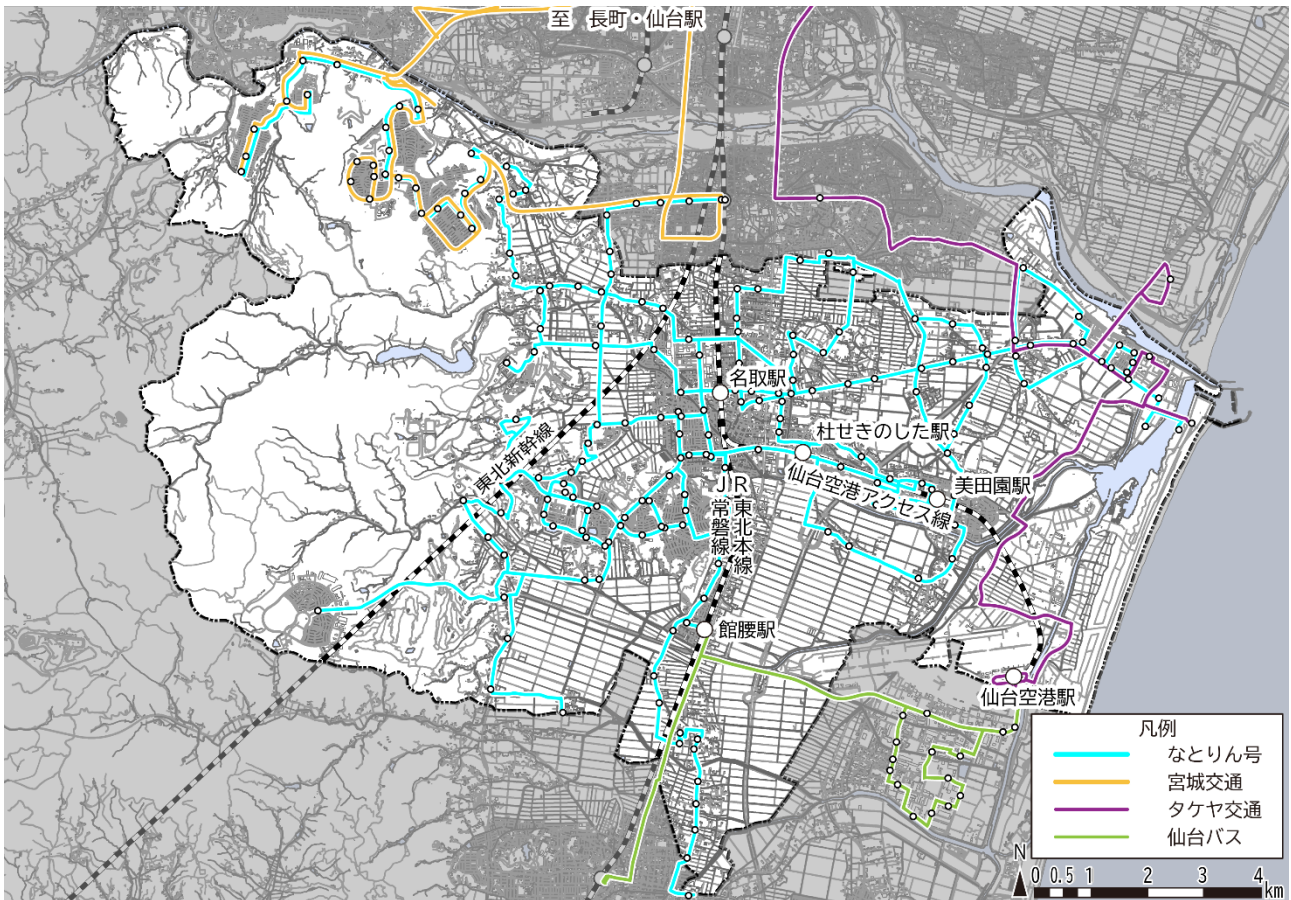 至 長町・仙台駅
名取駅
杜せきのした駅
東北新幹線
仙台空港アクセス線
美田園駅
JR東北本線
常磐線
館腰駅
仙台空港駅
凡例
なとりん号
宮城交通
タケヤ交通
仙台バス
N
0 0.5 1 2 3 4
km